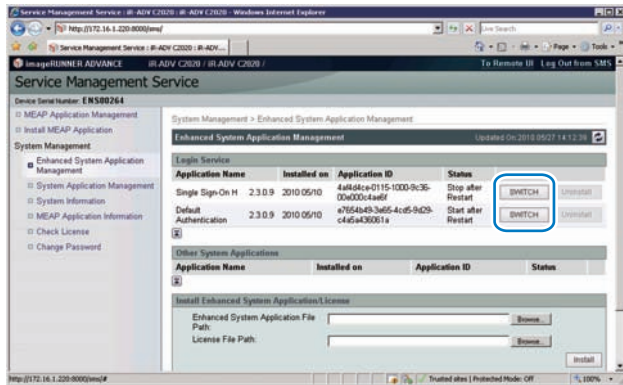 Service Management Service : iR-ADV C2020 : iR-ADV C2020 - Windows Internet Explorer
http://172.16.1.220:8000/sms/
Live Search
Service Management Service : iR-ADV C2020 : iR-ADV...
Page Tools
imageRUNNER ADVANCE iR-ADV C2020 / iR-ADV C2020 / To Remote UI Log Out from SMS
Service Management Service
Device Serial Number: ENS00264
MEAP Application Management
Install MEAP Application
System Management
Enhanced System Application Management
System Application Management
System Information
MEAP Application Information
Check License
Change Password
System Management > Enhanced System Application Management
Enhanced System Application Management Updated On:2010 05/27 14:12:39
Login Service
Application Name Installed on Application ID Status
Single Sign-On H 2.3.0.9 2010 05/10 Stop after Restart SWITCH Uninstall
Default Authentication 2.3.0.9 2010 05/10 e7654b49-3a65-4cd5-9d29-c4a5a436061a Start after Restart SWITCH Uninstall
Other System Applications
Application Name Installed on Application ID Status
Install Enhanced System Application/License
Enhanced System Application File Path: Browse...
License File Path: Browse...
Install
http://172.16.1.220:8000/sms/#
Trusted sites | Protected Mode: Off
100%